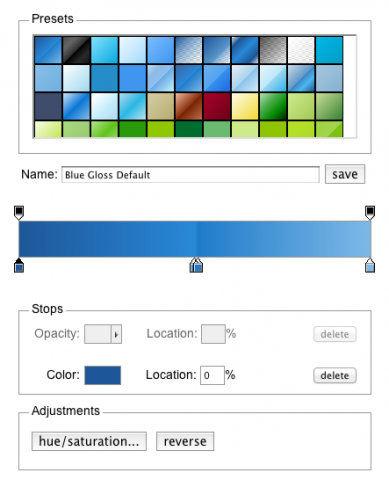 Presets
Name: Blue Gloss Default save
Stops
Opacity: Location: % delete
Color: Location: 0 % delete
Adjustments
hue/saturation... reverse